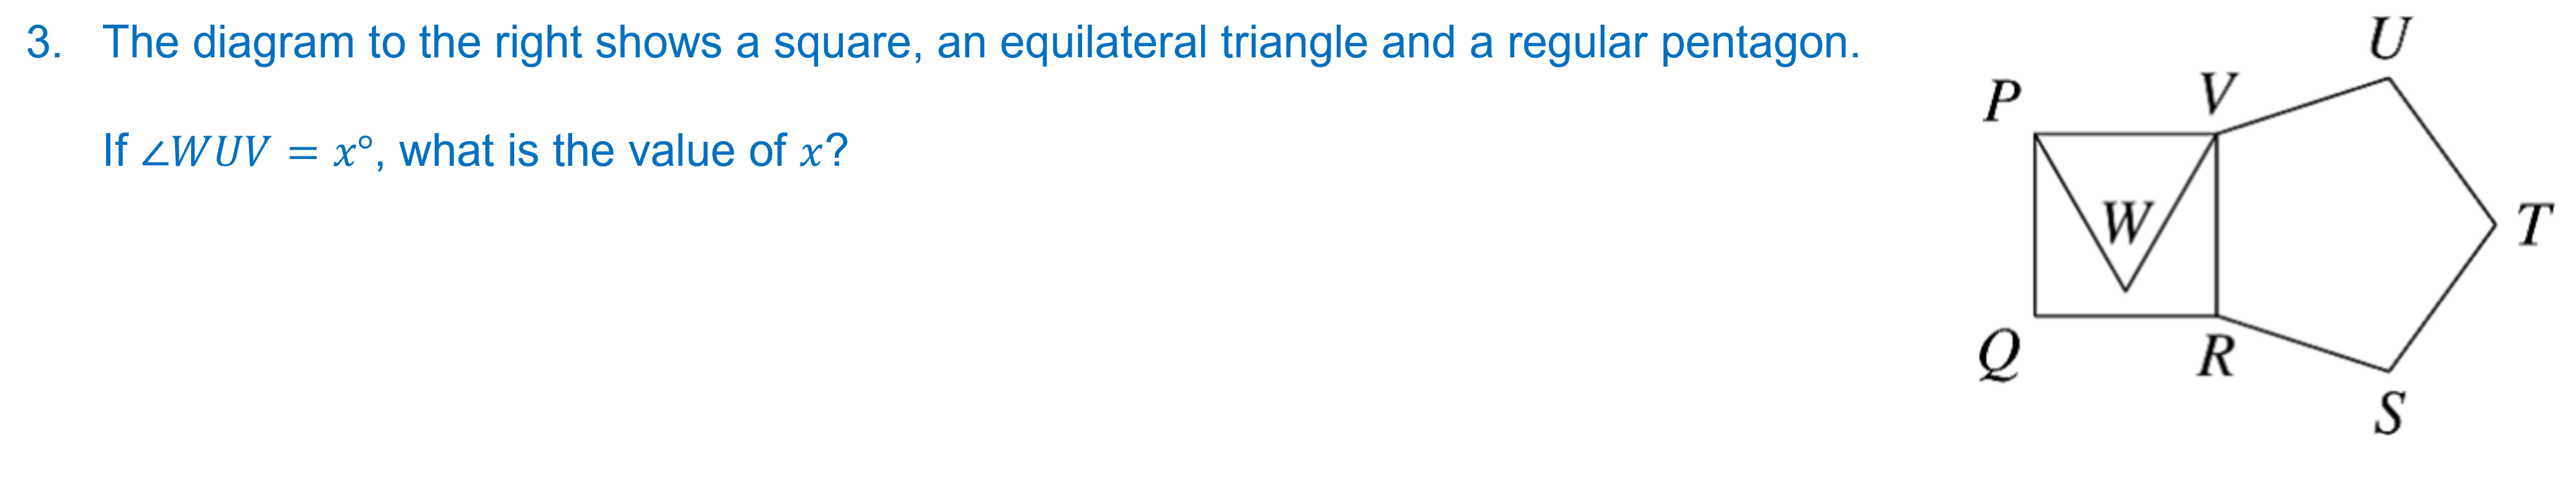 3. The diagram to the right shows a square, an equilateral triangle and a regular pentagon.
If ∠WUV = x°, what is the value of x?
U
P
V
W
T
Q
R
S